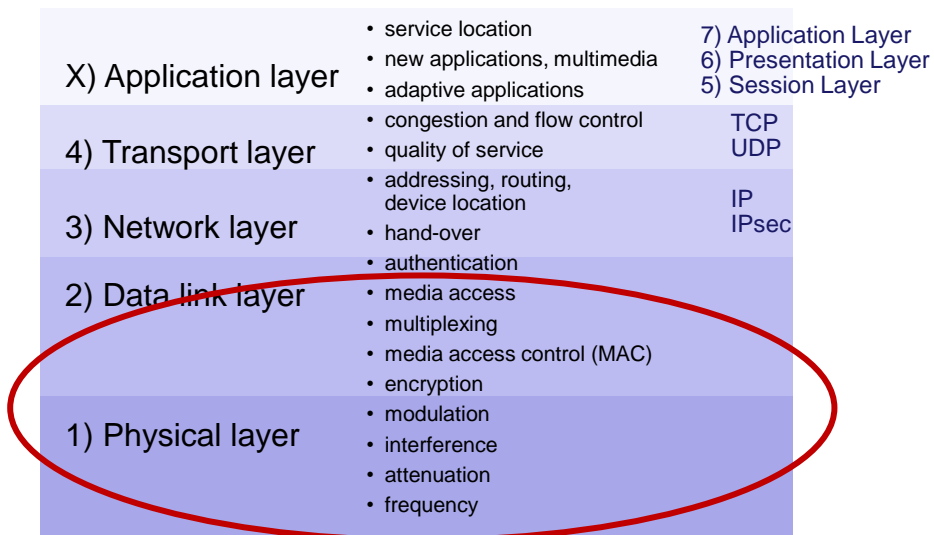 X) Application layer
• service location
• new applications, multimedia
• adaptive applications
7) Application Layer
6) Presentation Layer
5) Session Layer
4) Transport layer
• congestion and flow control
• quality of service
TCP
UDP
3) Network layer
• addressing, routing,
device location
• hand-over
IP
IPsec
2) Data link layer
• authentication
• media access
• multiplexing
• media access control (MAC)
• encryption
1) Physical layer
• modulation
• interference
• attenuation
• frequency